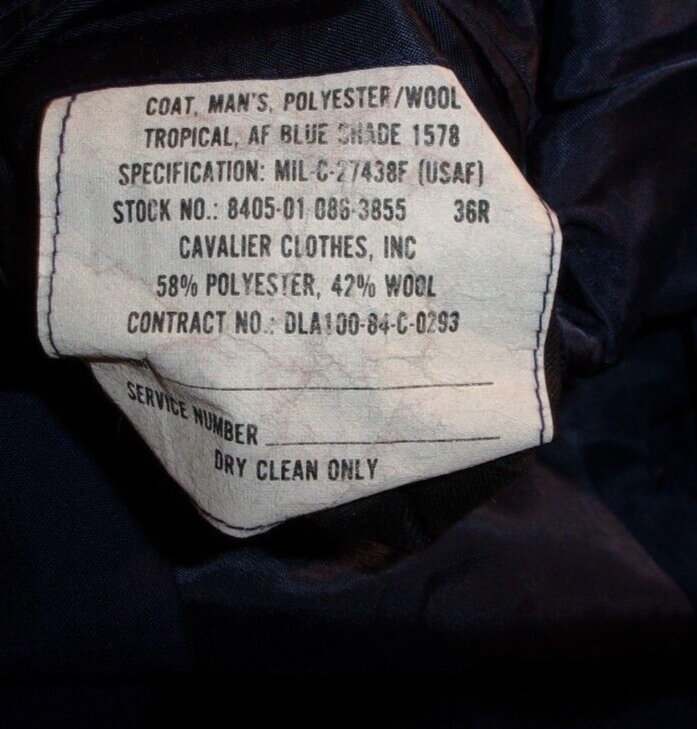 COAT, MAN'S, POLYESTER/WOOL
TROPICAL, AF BLUE SHADE 1578
SPECIFICATION: MIL-C-27438F (USAF)
STOCK NO.: 8405-01-086-3855 36R
CAVALIER CLOTHES, INC
58% POLYESTER, 42% WOOL
CONTRACT NO.: DLA100-84-C-0293
SERVICE NUMBER
DRY CLEAN ONLY